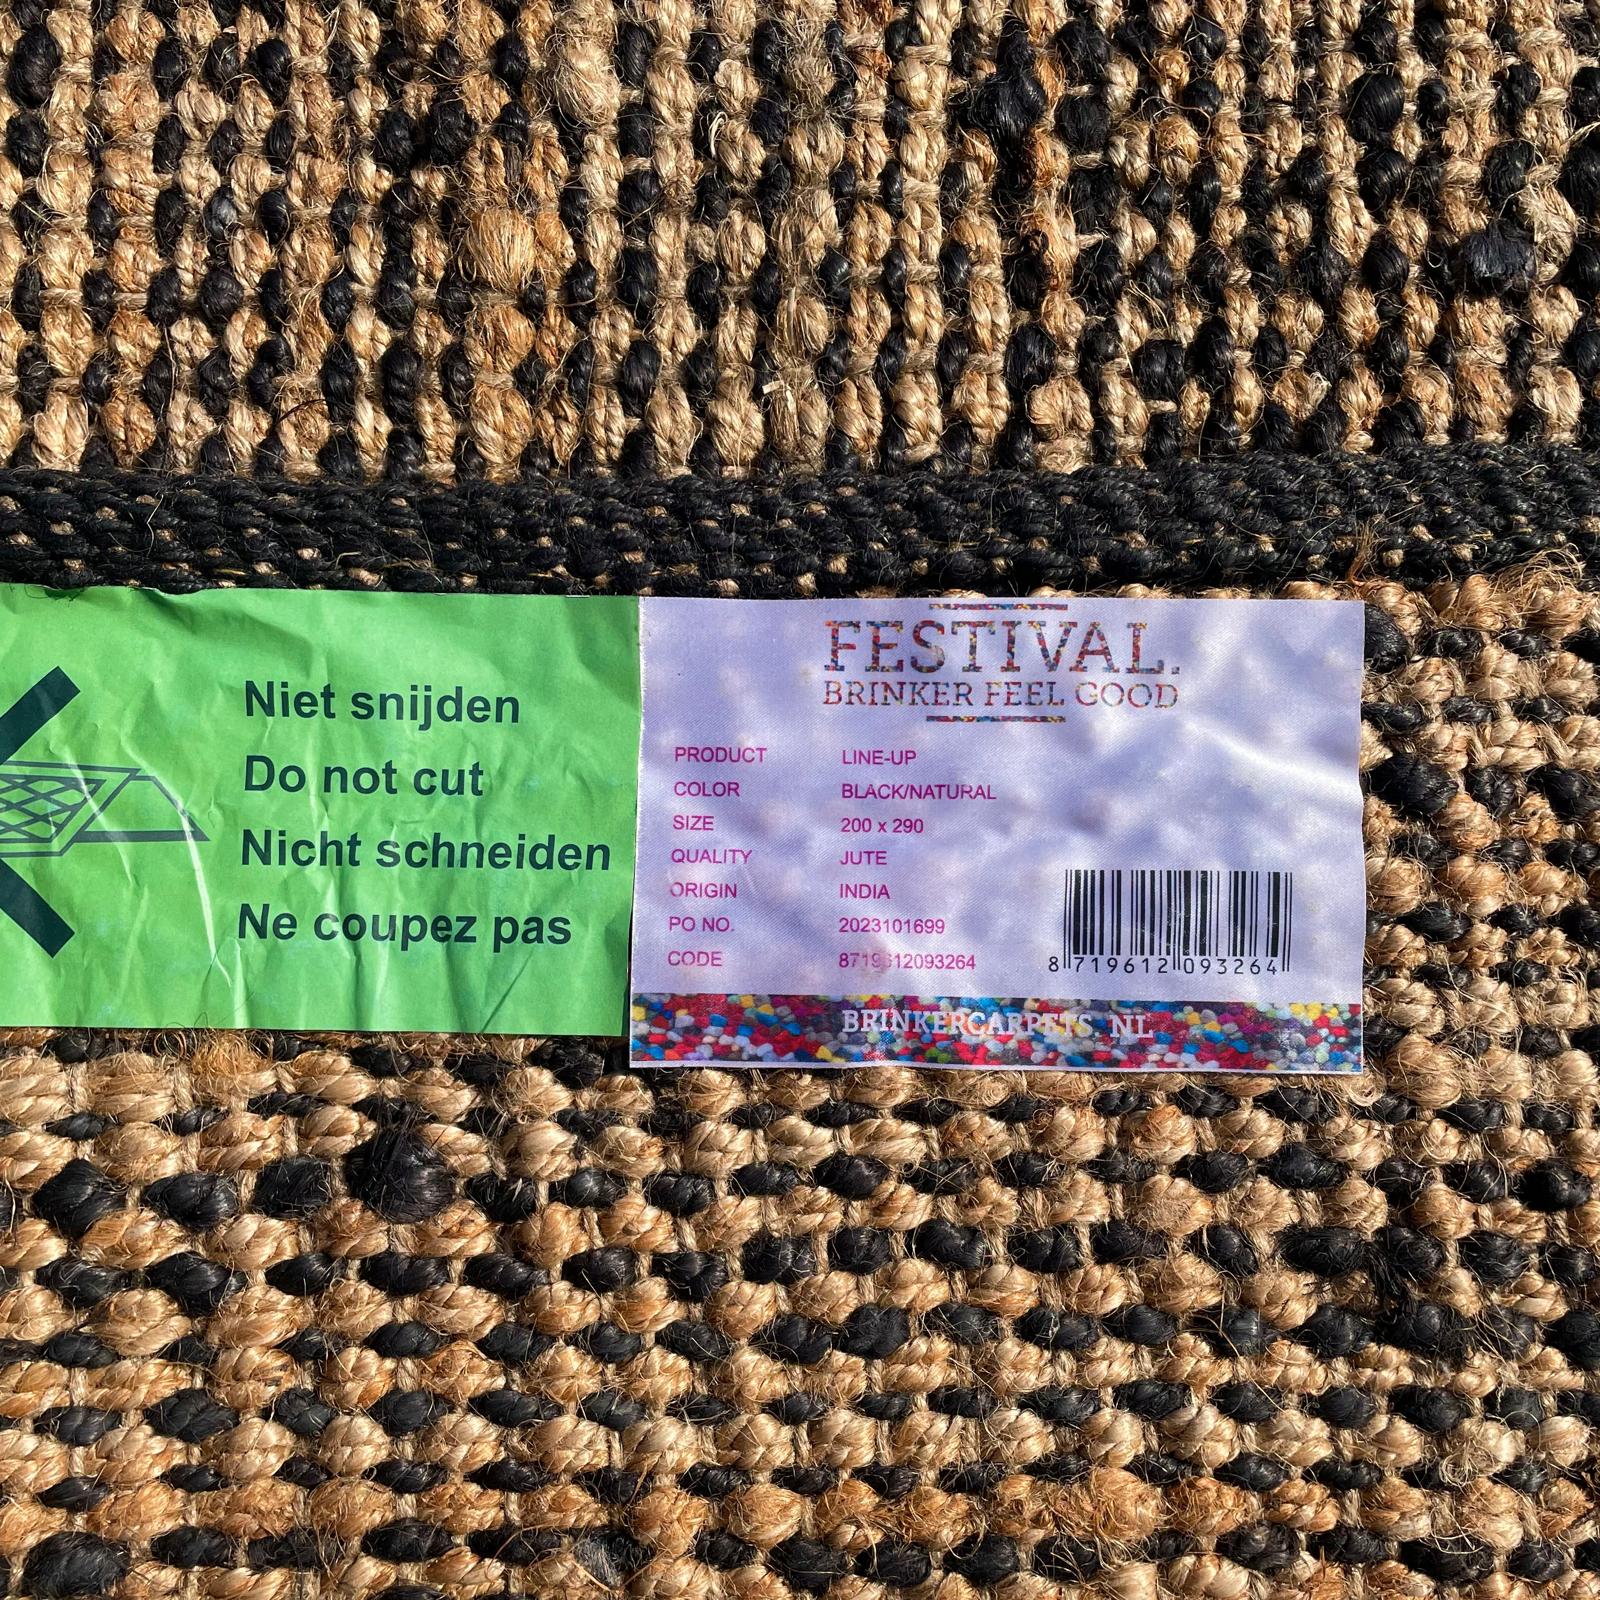 Niet snijden
Do not cut
Nicht schneiden
Ne coupez pas
FESTIVAL.
BRINKER FEEL GOOD
PRODUCT LINE-UP
COLOR BLACK/NATURAL
SIZE 200 x 290
QUALITY JUTE
ORIGIN INDIA
PO NO. 2023101699
CODE 8719612093264
8 719612 093264
BRINKERCARPETS.NL